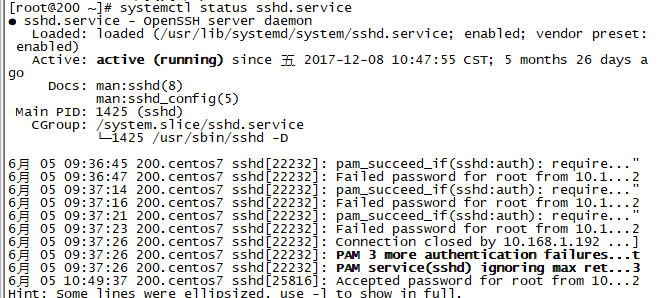 [root@200 ~]# systemctl status sshd.service
● sshd.service - OpenSSH server daemon
   Loaded: loaded (/usr/lib/systemd/system/sshd.service; enabled; vendor preset:
 enabled)
   Active: active (running) since 五 2017-12-08 10:47:55 CST; 5 months 26 days a
go
     Docs: man:sshd(8)
           man:sshd_config(5)
 Main PID: 1425 (sshd)
   CGroup: /system.slice/sshd.service
           └─1425 /usr/sbin/sshd -D

6月 05 09:36:45 200.centos7 sshd[22232]: pam_succeed_if(sshd:auth): require..."
6月 05 09:36:47 200.centos7 sshd[22232]: Failed password for root from 10.1...2
6月 05 09:37:14 200.centos7 sshd[22232]: pam_succeed_if(sshd:auth): require..."
6月 05 09:37:16 200.centos7 sshd[22232]: Failed password for root from 10.1...2
6月 05 09:37:21 200.centos7 sshd[22232]: pam_succeed_if(sshd:auth): require..."
6月 05 09:37:23 200.centos7 sshd[22232]: Failed password for root from 10.1...2
6月 05 09:37:26 200.centos7 sshd[22232]: Connection closed by 10.168.1.192 ...]
6月 05 09:37:26 200.centos7 sshd[22232]: PAM 3 more authentication failures...t
6月 05 09:37:26 200.centos7 sshd[22232]: PAM service(sshd) ignoring max ret...3
6月 05 10:49:37 200.centos7 sshd[25816]: Accepted password for root from 10...2
Hint: Some lines were ellipsized, use -l to show in full.